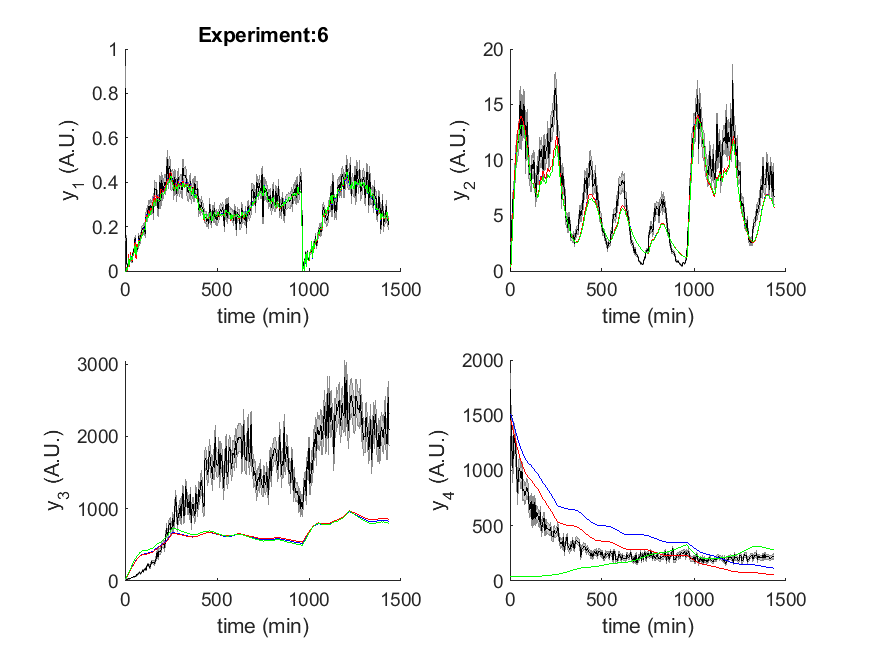 Experiment:6
y1 (A.U.)
1
0.8
0.6
0.4
0.2
0
0 500 1000 1500
time (min)
y2 (A.U.)
20
15
10
5
0
0 500 1000 1500
time (min)
y3 (A.U.)
3000
2000
1000
0
0 500 1000 1500
time (min)
y4 (A.U.)
2000
1500
1000
500
0
0 500 1000 1500
time (min)